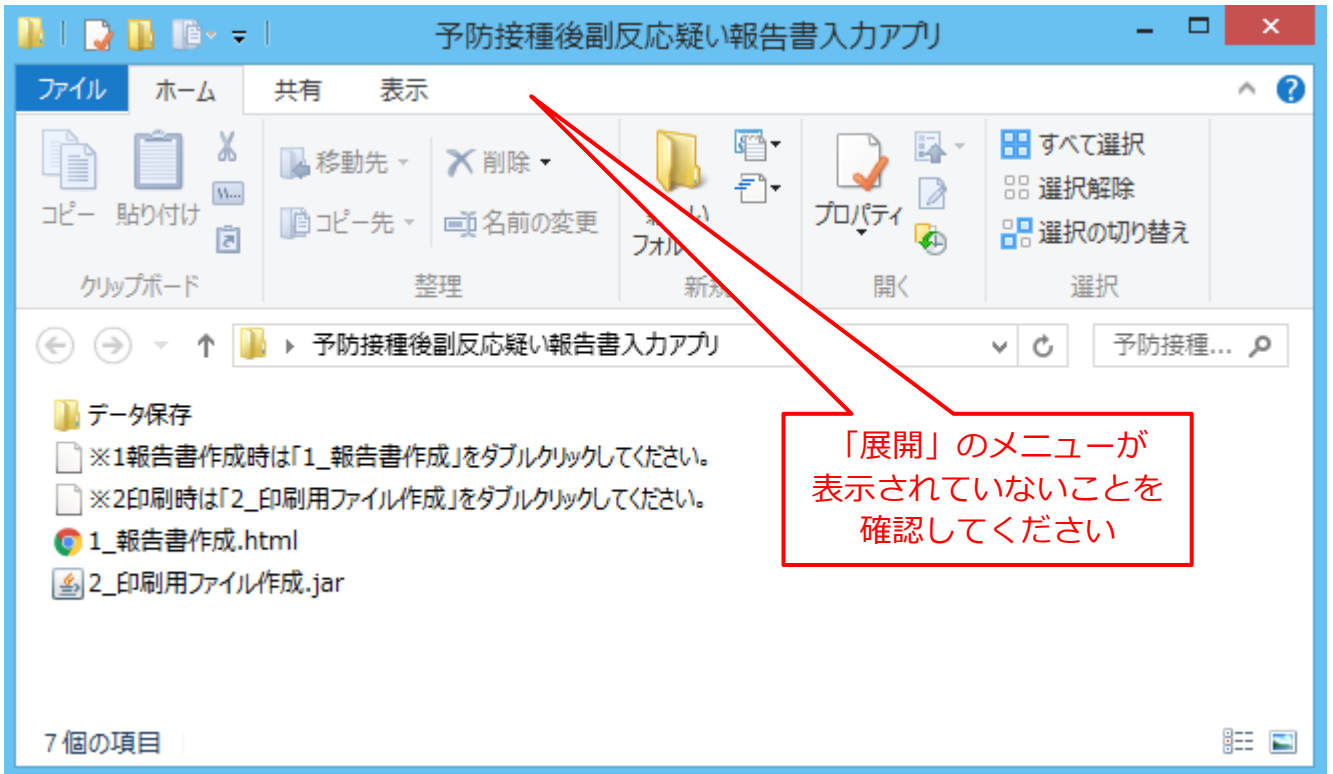 予防接種後副反応疑い報告書入力アプリ
ファイル ホーム 共有 表示
コピー 貼り付け
移動先 削除
コピー先 名前の変更
プロパティ
すべて選択
選択解除
選択の切り替え
クリップボード 整理 開く 選択
予防接種後副反応疑い報告書入力アプリ 予防接種...
データ保存
※1報告書作成時は「1_報告書作成」をダブルクリックしてください。
※2印刷時は「2_印刷用ファイル作成」をダブルクリックしてください。
1_報告書作成.html
2_印刷用ファイル作成.jar
「展開」のメニューが
表示されていないことを
確認してください
7 個の項目